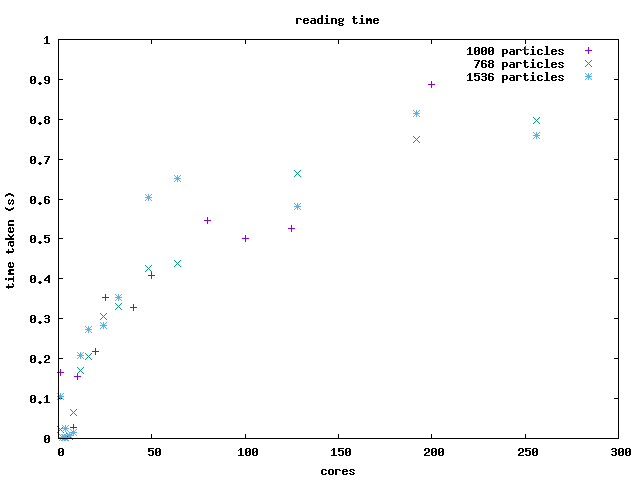 reading time
1000 particles
768 particles
1536 particles
1
0.9
0.8
0.7
0.6
0.5
0.4
0.3
0.2
0.1
0
time taken (s)
0 50 100 150 200 250 300
cores